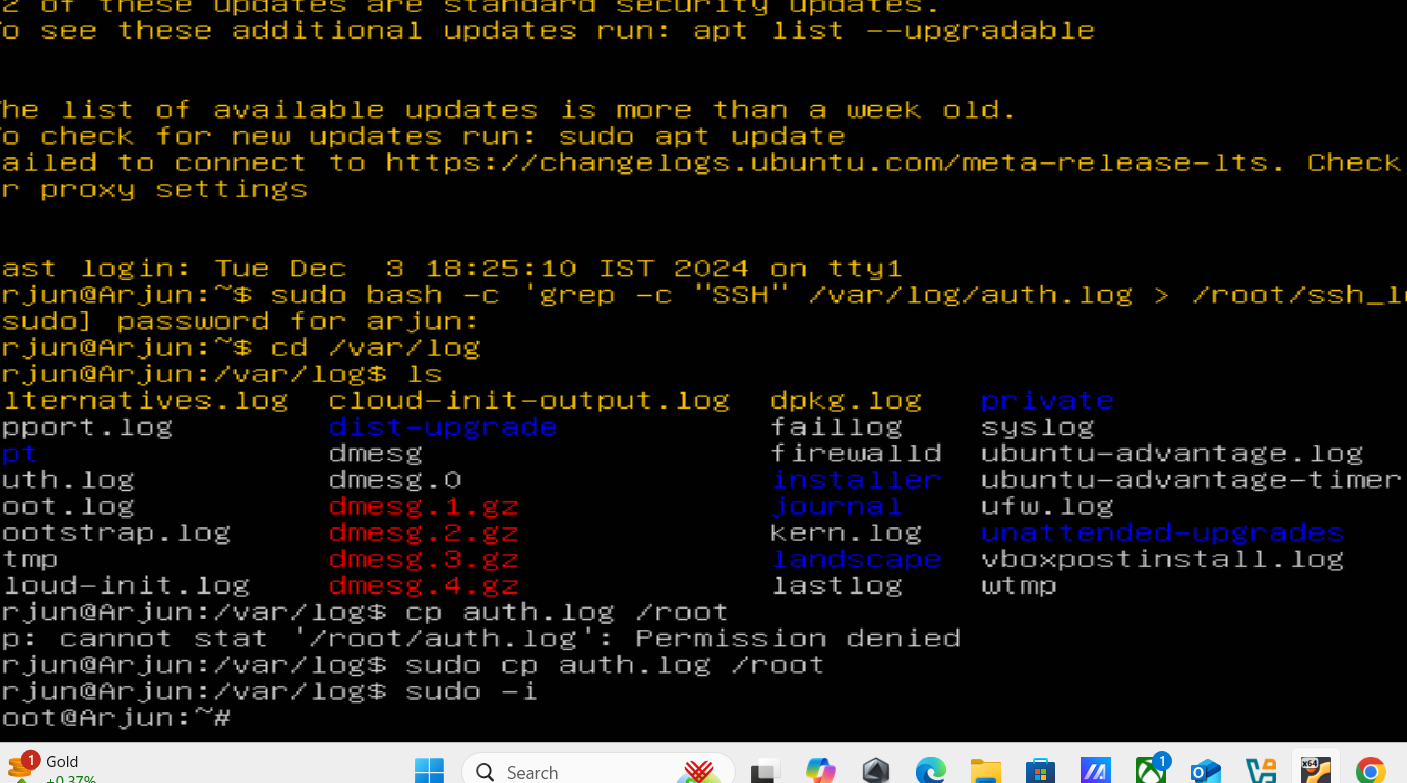 2 of these updates are standard security updates.
To see these additional updates run: apt list --upgradable
The list of available updates is more than a week old.
To check for new updates run: sudo apt update
ailed to connect to https://changelogs.ubuntu.com/meta-release-lts. Check
r proxy settings
ast login: Tue Dec  3 18:25:10 IST 2024 on tty1
rjun@Arjun:~$ sudo bash -c 'grep -c "SSH" /var/log/auth.log > /root/ssh_lo
sudo] password for arjun:
rjun@Arjun:~$ cd /var/log
rjun@Arjun:/var/log$ ls
lternatives.log cloud-init-output.log dpkg.log private
pport.log dist-upgrade faillog syslog
pt dmesg firewalld ubuntu-advantage.log
uth.log dmesg.0 installer ubuntu-advantage-timer
oot.log dmesg.1.gz journal ufw.log
ootstrap.log dmesg.2.gz kern.log unattended-upgrades
tmp dmesg.3.gz landscape vboxpostinstall.log
loud-init.log dmesg.4.gz lastlog wtmp
rjun@Arjun:/var/log$ cp auth.log /root
p: cannot stat '/root/auth.log': Permission denied
rjun@Arjun:/var/log$ sudo cp auth.log /root
rjun@Arjun:/var/log$ sudo -i
oot@Arjun:~#
1 Gold
+0.37%
Search
1
x64